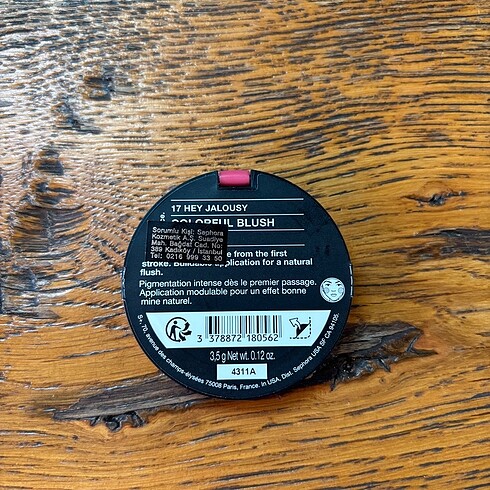 17 HEY JALOUSY
COLORFUL BLUSH
Sorumlu Kişi: Sephora
Kozmetik A.Ş. Suadiye
Mah. Bağdat Cad. No:
389 Kadıköy / İstanbul
Tel: 0216 999 33 50
from the first
stroke. Buildable application for a natural
flush.
Pigmentation intense dès le premier passage.
Application modulable pour un effet bonne
mine naturel.
3 378872 180562
3,5 g Net wt. 0.12 oz.
4311A
S+, 70, avenue des champs-élysées 75008 Paris, France. In USA, Dist. Sephora USA SF CA 94105.